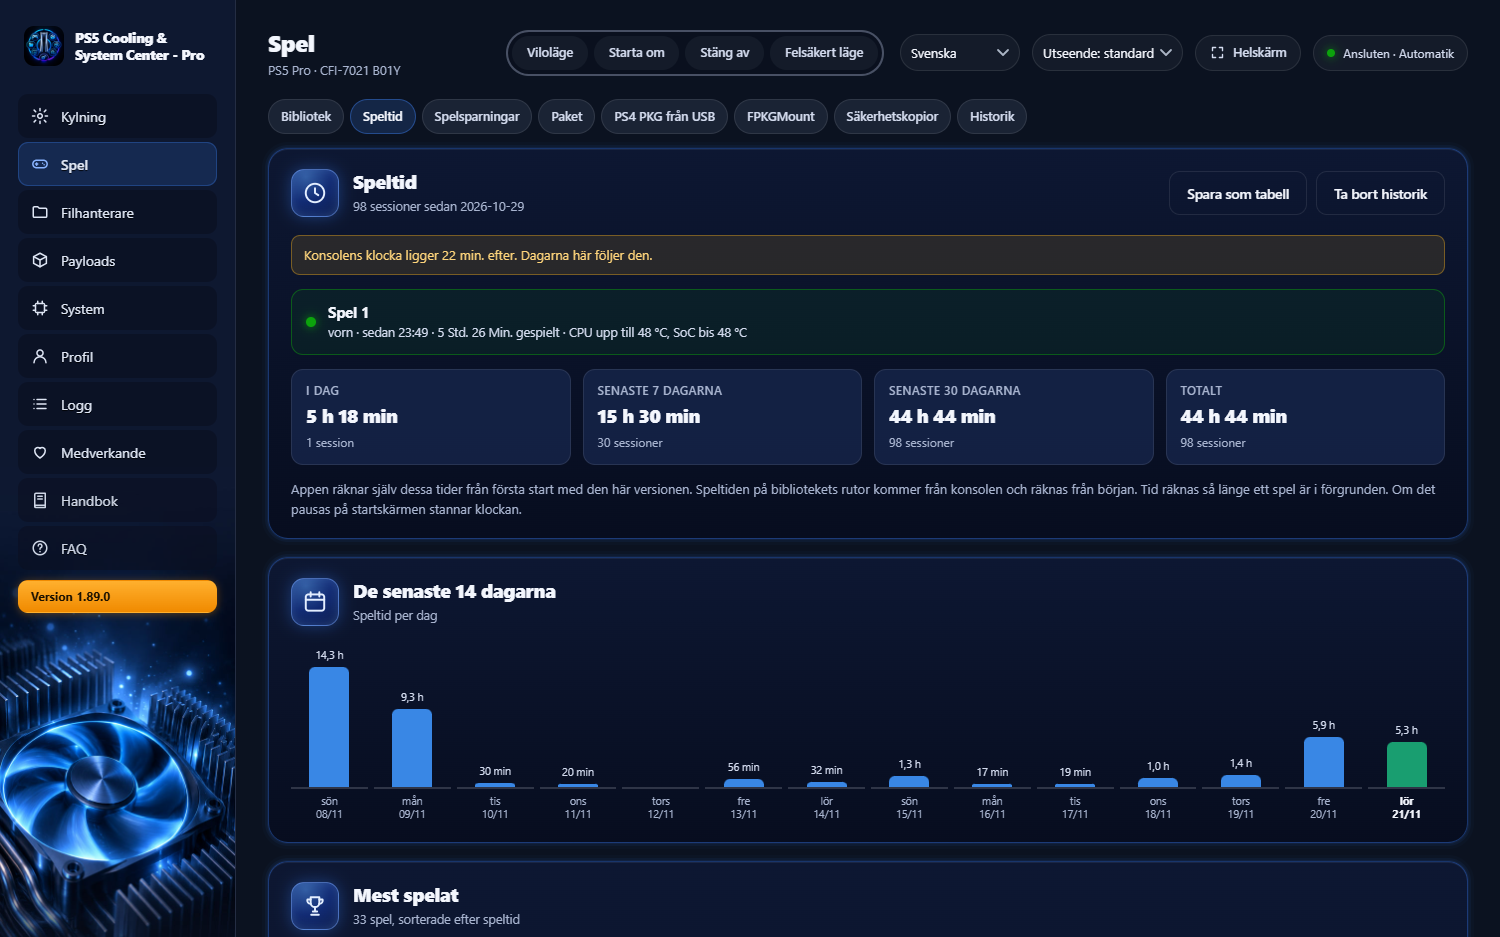 PS5 Cooling &
System Center - Pro
Kylning
Spel
Filhanterare
Payloads
System
Profil
Logg
Medverkande
Handbok
FAQ
Version 1.89.0
Spel
PS5 Pro · CFI-7021 B01Y
Viloläge
Starta om
Stäng av
Felsäkert läge
Svenska
Utseende: standard
Helskärm
Ansluten · Automatik
Bibliotek
Speltid
Spelsparningar
Paket
PS4 PKG från USB
FPKGMount
Säkerhetskopior
Historik
Speltid
98 sessioner sedan 2026-10-29
Spara som tabell
Ta bort historik
Konsolens klocka ligger 22 min. efter. Dagarna här följer den.
Spel 1
vorn · sedan 23:49 · 5 Std. 26 Min. gespielt · CPU upp till 48 °C, SoC bis 48 °C
I DAG
5 h 18 min
1 session
SENASTE 7 DAGARNA
15 h 30 min
30 sessioner
SENASTE 30 DAGARNA
44 h 44 min
98 sessioner
TOTALT
44 h 44 min
98 sessioner
Appen räknar själv dessa tider från första start med den här versionen. Speltiden på bibliotekets rutor kommer från konsolen och räknas från början. Tid räknas så länge ett spel är i förgrunden. Om det
pausas på startskärmen stannar klockan.
De senaste 14 dagarna
Speltid per dag
14,3 h
9,3 h
30 min
20 min
56 min
32 min
1,3 h
17 min
19 min
1,0 h
1,4 h
5,9 h
5,3 h
sön
08/11
mån
09/11
tis
10/11
ons
11/11
tors
12/11
fre
13/11
lör
14/11
sön
15/11
mån
16/11
tis
17/11
ons
18/11
tors
19/11
fre
20/11
lör
21/11
Mest spelat
33 spel, sorterade efter speltid